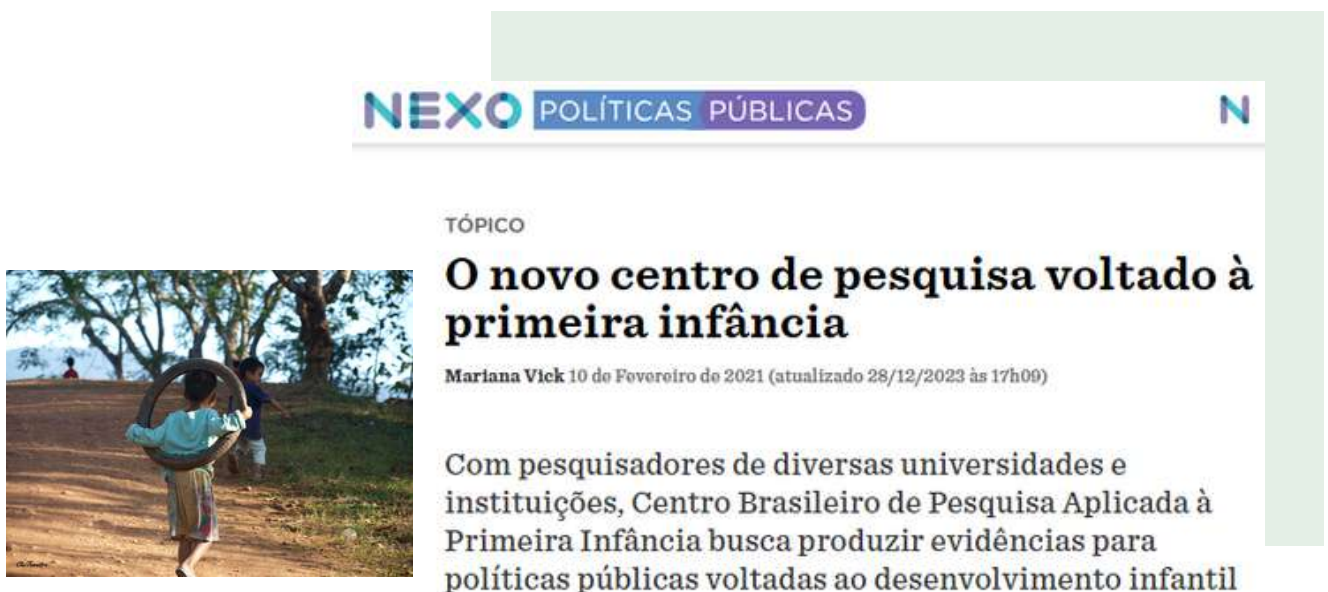 NEXO POLÍTICAS PÚBLICAS
N
TÓPICO
O novo centro de pesquisa voltado à
primeira infância
Mariana Vick 10 de Fevereiro de 2021 (atualizado 28/12/2023 às 17h09)
Com pesquisadores de diversas universidades e
instituições, Centro Brasileiro de Pesquisa Aplicada à
Primeira Infância busca produzir evidências para
políticas públicas voltadas ao desenvolvimento infantil